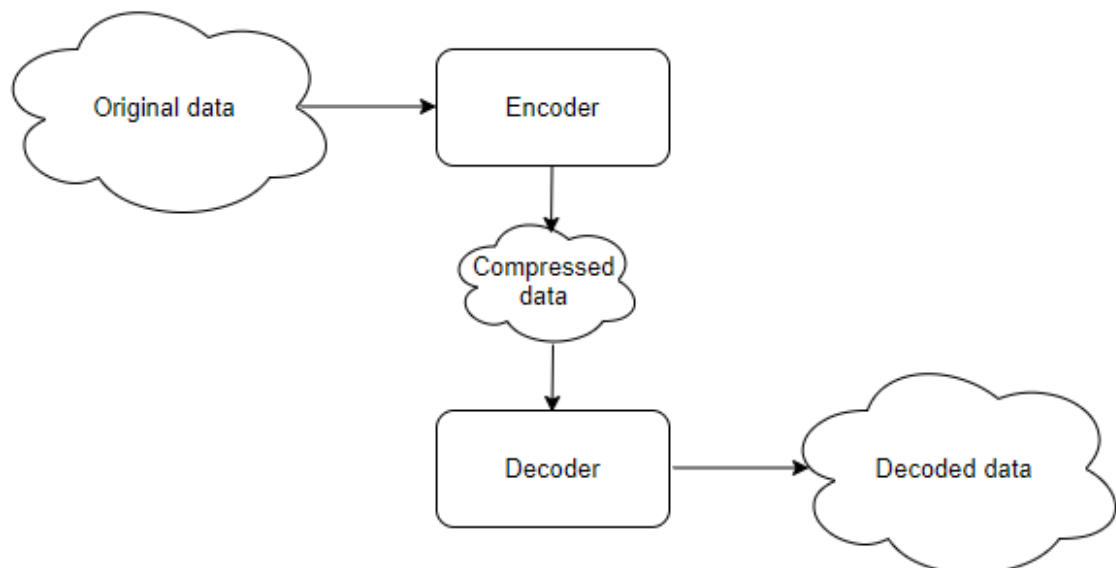 Original data
Encoder
Compressed
data
Decoder
Decoded data